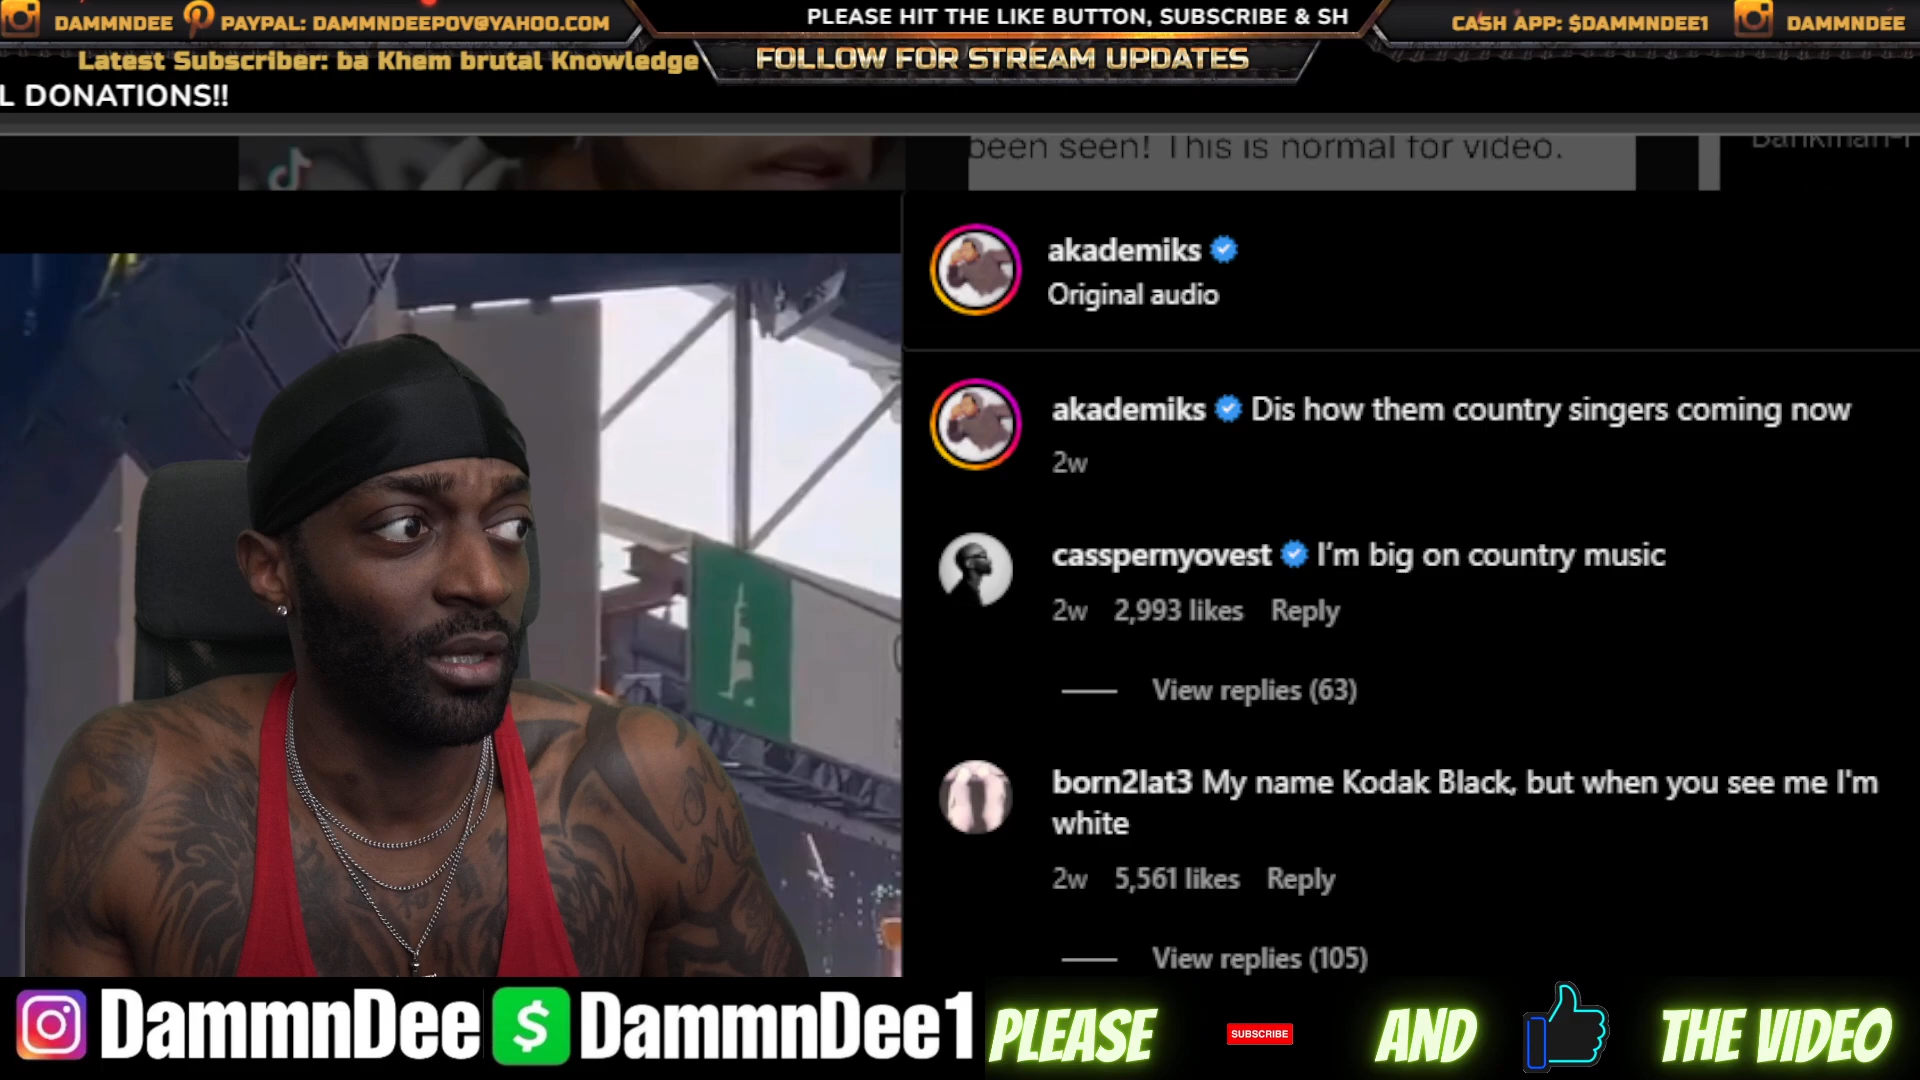 DAMMNDEE
PAYPAL: DAMMNDEEPOV@YAHOO.COM
PLEASE HIT THE LIKE BUTTON, SUBSCRIBE & SH
CASH APP: $DAMMNDEE1
DAMMNDEE
Latest Subscriber: ba Khem brutal Knowledge
FOLLOW FOR STREAM UPDATES
L DONATIONS!!
been seen! This is normal for video.
akademiks
Original audio
akademiks Dis how them country singers coming now
2w
casspernyovest I'm big on country music
2w 2,993 likes Reply
View replies (63)
born2lat3 My name Kodak Black, but when you see me I'm
white
2w 5,561 likes Reply
View replies (105)
DammnDee
$
DammnDee1
PLEASE
SUBSCRIBE
AND
THE VIDEO